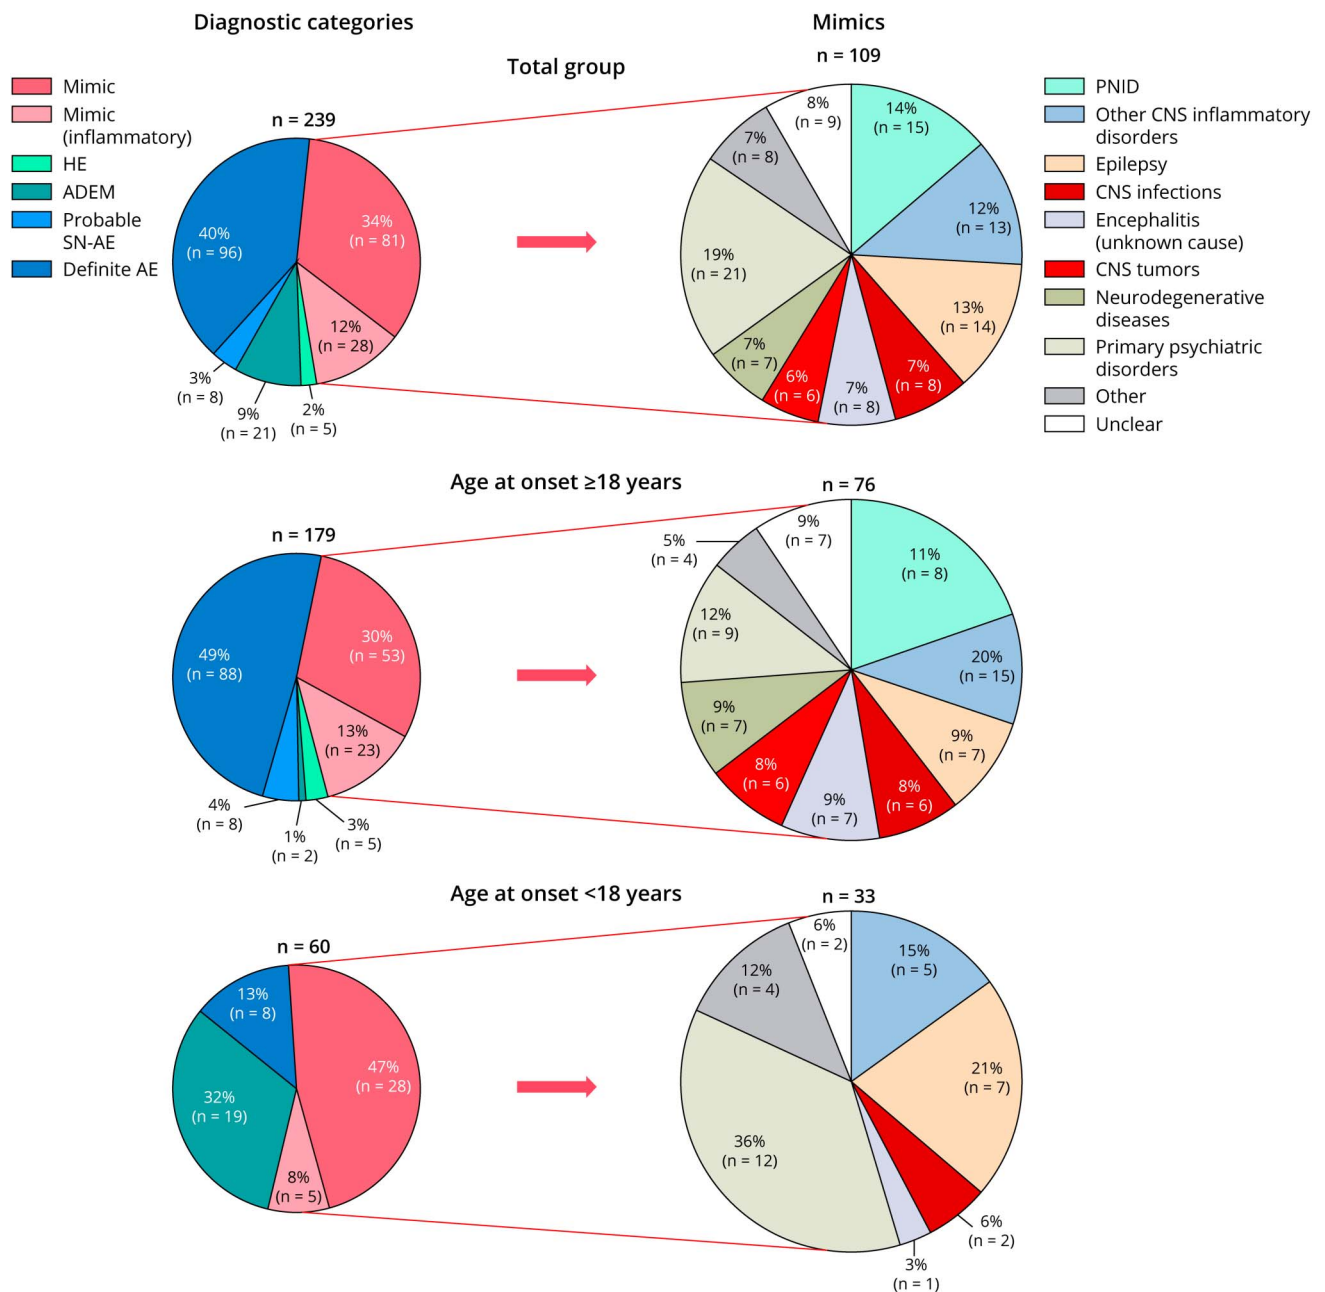 Diagnostic categories
Mimics
Total group
Mimic
Mimic
(inflammatory)
HE
ADEM
Probable
SN-AE
Definite AE
n = 239
34%
(n = 81)
12%
(n = 28)
2%
(n = 5)
9%
(n = 21)
3%
(n = 8)
40%
(n = 96)
n = 109
14%
(n = 15)
12%
(n = 13)
13%
(n = 14)
7%
(n = 8)
7%
(n = 8)
6%
(n = 6)
7%
(n = 7)
19%
(n = 21)
7%
(n = 8)
8%
(n = 9)
PNID
Other CNS inflammatory
disorders
Epilepsy
CNS infections
Encephalitis
(unknown cause)
CNS tumors
Neurodegenerative
diseases
Primary psychiatric
disorders
Other
Unclear
Age at onset ≥18 years
n = 179
30%
(n = 53)
13%
(n = 23)
3%
(n = 5)
1%
(n = 2)
4%
(n = 8)
49%
(n = 88)
n = 76
11%
(n = 8)
20%
(n = 15)
9%
(n = 7)
8%
(n = 6)
9%
(n = 7)
8%
(n = 6)
9%
(n = 7)
12%
(n = 9)
5%
(n = 4)
9%
(n = 7)
Age at onset <18 years
n = 60
47%
(n = 28)
8%
(n = 5)
32%
(n = 19)
13%
(n = 8)
n = 33
15%
(n = 5)
21%
(n = 7)
6%
(n = 2)
3%
(n = 1)
36%
(n = 12)
12%
(n = 4)
6%
(n = 2)